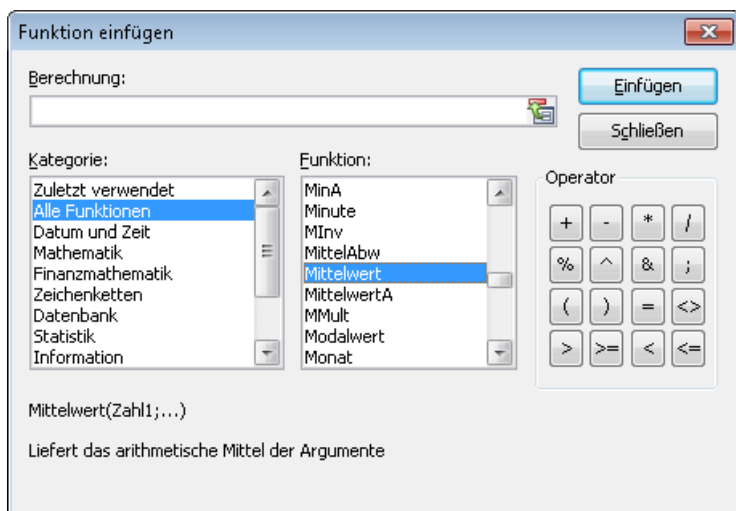 Funktion einfügen
Berechnung:
Einfügen
Schließen
Kategorie:
Zuletzt verwendet
Alle Funktionen
Datum und Zeit
Mathematik
Finanzmathematik
Zeichenketten
Datenbank
Statistik
Information
Funktion:
MinA
Minute
MInv
MittelAbw
Mittelwert
MittelwertA
MMult
Modalwert
Monat
Operator
+ - * /
% ^ & ;
( ) = <>
> >= < <=
Mittelwert(Zahl1;...)
Liefert das arithmetische Mittel der Argumente